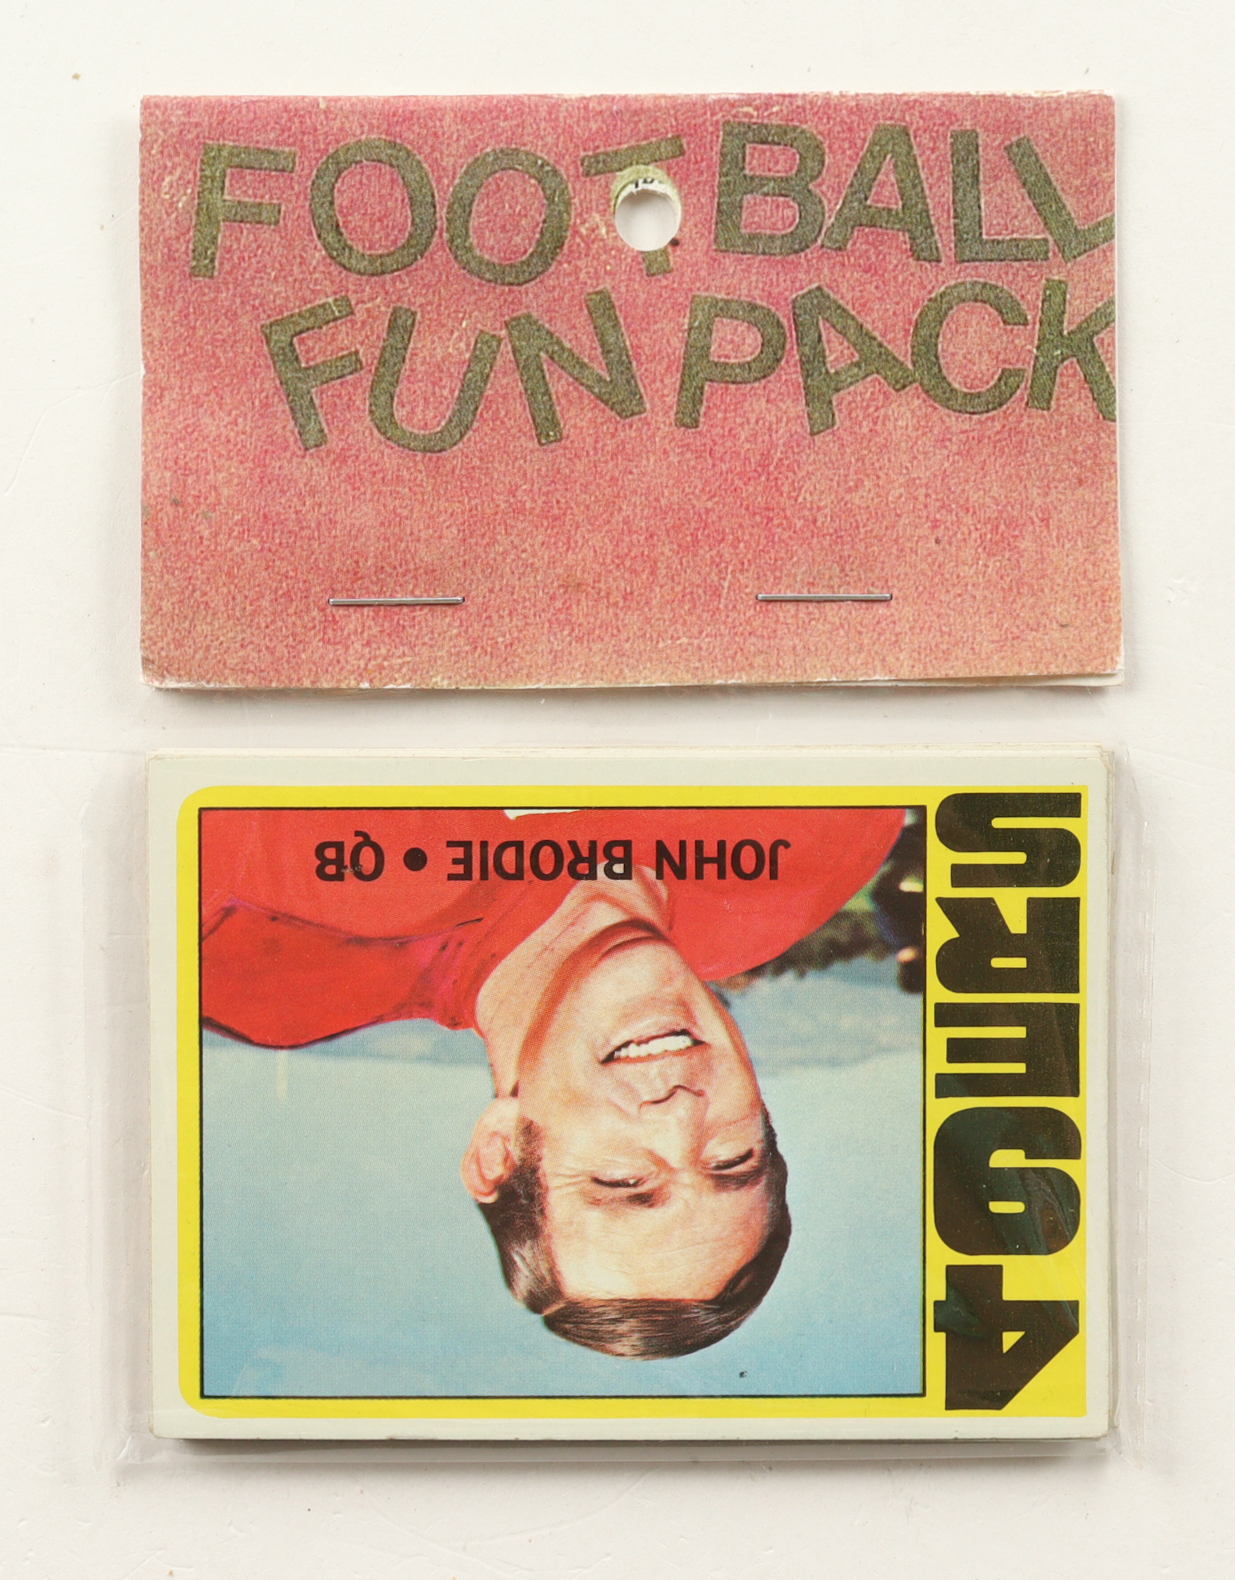 FOOTBALL
FUN PACK
JOHN BRODIE • QB
49ERS